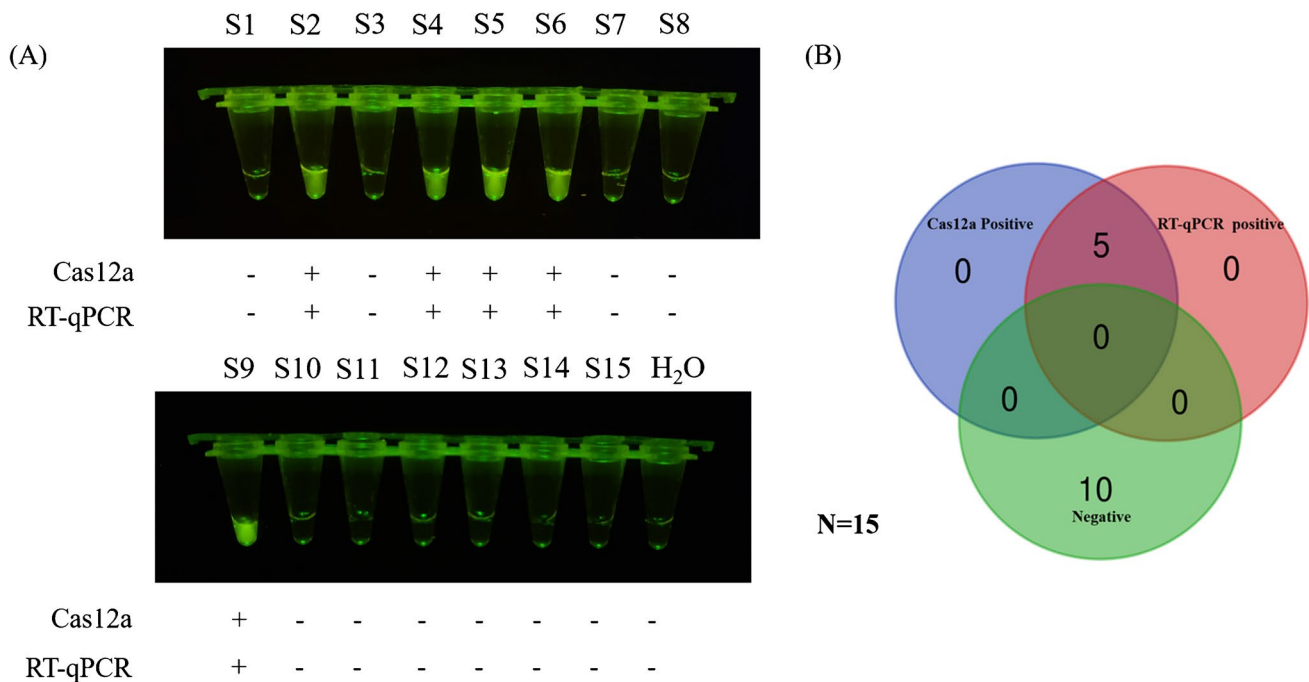 (A)
S1 S2 S3 S4 S5 S6 S7 S8
Cas12a - + - + + + - -
RT-qPCR - + - + + + - -
S9 S10 S11 S12 S13 S14 S15 H₂O
Cas12a + - - - - - - -
RT-qPCR + - - - - - - -
(B)
Cas12a Positive
RT-qPCR positive
5
0
0
0
0
0
10
Negative
N=15